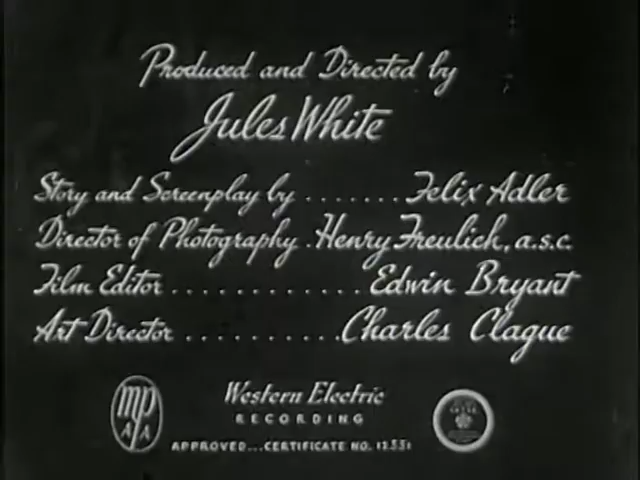 Produced and Directed by
Jules White
Story and Screenplay by ....... Felix Adler
Director of Photography . Henry Freulich, a.s.c.
Film Editor ............. Edwin Bryant
Art Director .......... Charles Clague
MPAA
Western Electric
RECORDING
APPROVED...CERTIFICATE NO.